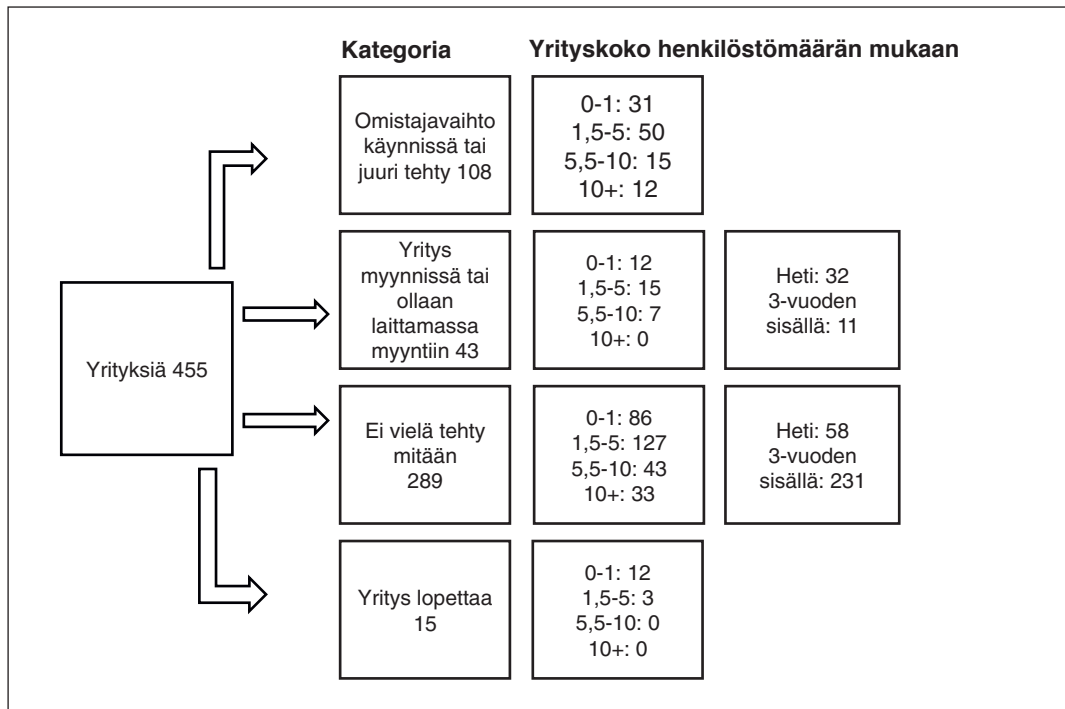 Kategoria
Yrityskoko henkilöstömäärän mukaan
Yrityksiä 455
Omistajavaihto
käynnissä tai
juuri tehty 108
0-1: 31
1,5-5: 50
5,5-10: 15
10+: 12
Yritys
myynnissä tai
ollaan
laittamassa
myyntiin 43
0-1: 12
1,5-5: 15
5,5-10: 7
10+: 0
Heti: 32
3-vuoden
sisällä: 11
Ei vielä tehty
mitään
289
0-1: 86
1,5-5: 127
5,5-10: 43
10+: 33
Heti: 58
3-vuoden
sisällä: 231
Yritys lopettaa
15
0-1: 12
1,5-5: 3
5,5-10: 0
10+: 0